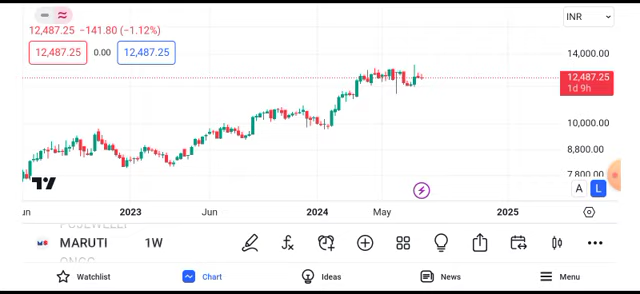 INR
12,487.25 −141.80 (−1.12%)
12,487.25 0.00 12,487.25
14,000.00
12,487.25
1d 9h
10,000.00
8,800.00
7,800.00
A L
2023 Jun 2024 May 2025
MARUTI 1W
ONGC
Watchlist Chart Ideas News Menu